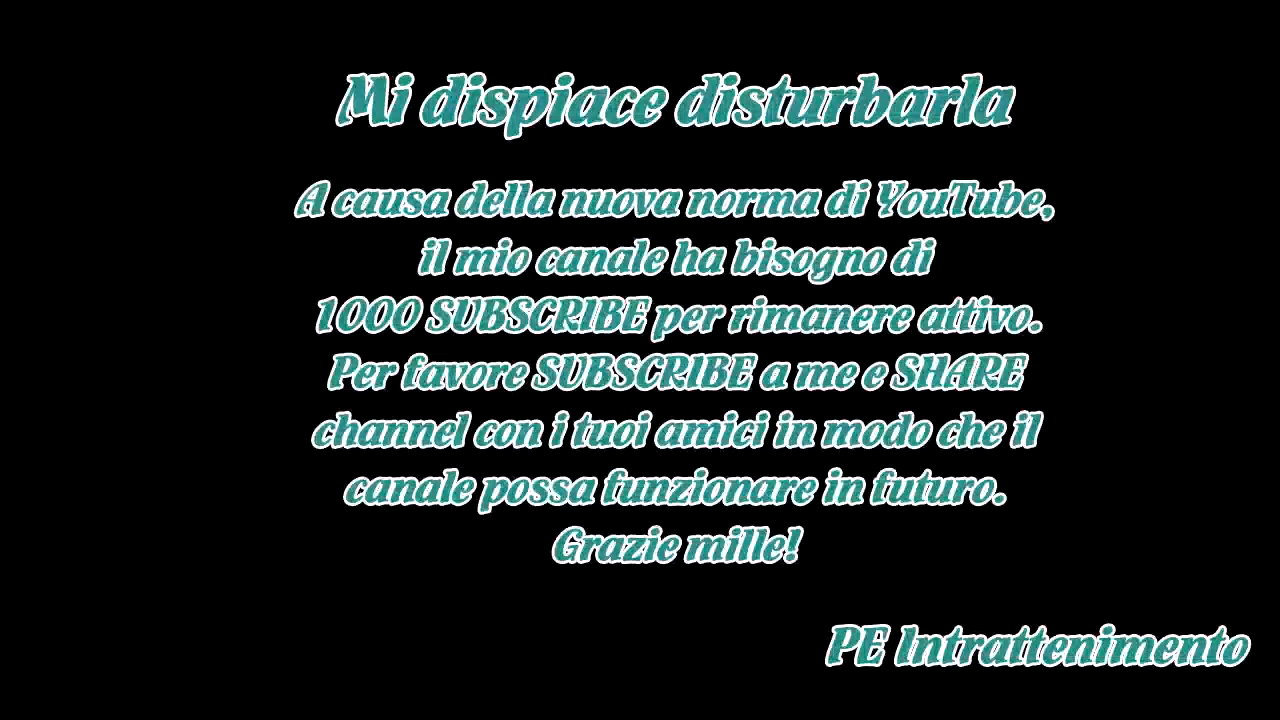 Mi dispiace disturbarla
A causa della nuova norma di YouTube,
il mio canale ha bisogno di
1000 SUBSCRIBE per rimanere attivo.
Per favore SUBSCRIBE a me e SHARE
channel con i tuoi amici in modo che il
canale possa funzionare in futuro.
Grazie mille!
PE Intrattenimento